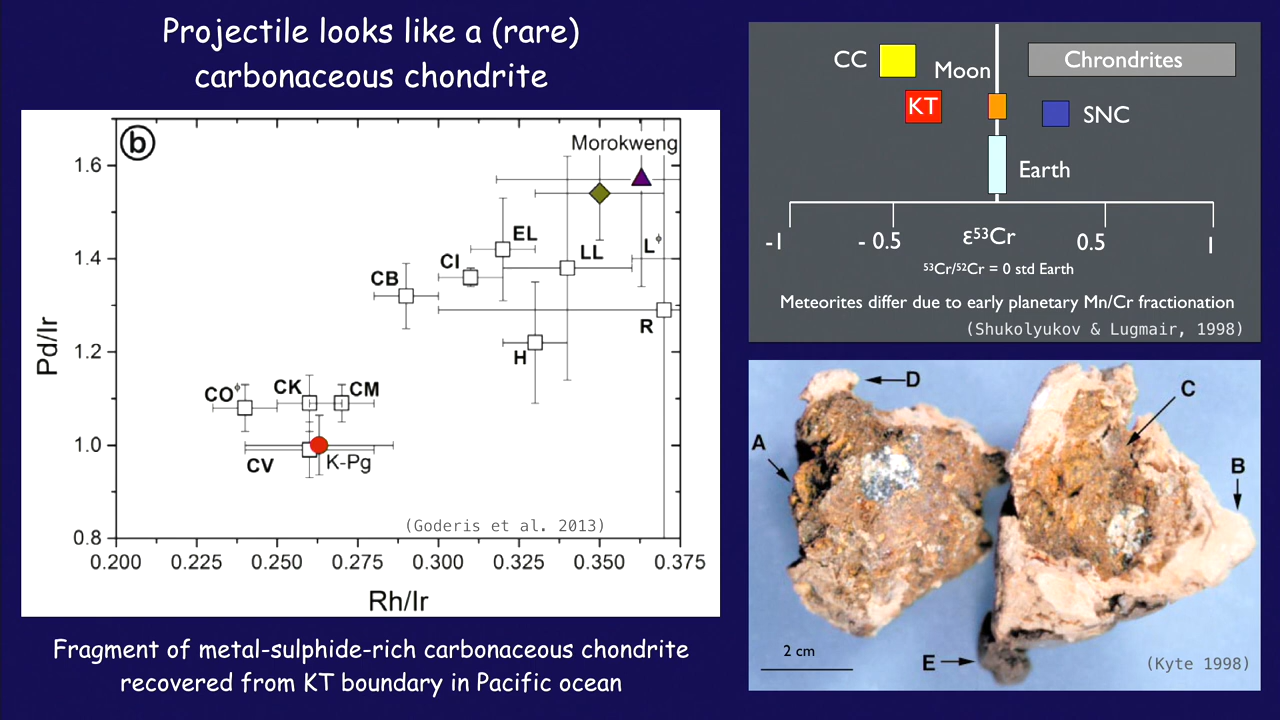 Projectile looks like a (rare)
carbonaceous chondrite
b
Morokweng
1.6
1.4
1.2
1.0
0.8
Pd/Ir
EL
LL
Lᶲ
CI
CB
R
H
COᶲ
CK
CM
CV
K-Pg
(Goderis et al. 2013)
0.200 0.225 0.250 0.275 0.300 0.325 0.350 0.375
Rh/Ir
Fragment of metal-sulphide-rich carbonaceous chondrite
recovered from KT boundary in Pacific ocean
CC
Moon
Chrondrites
KT
SNC
Earth
-1 - 0.5 ε⁵³Cr 0.5 1
⁵³Cr/⁵²Cr = 0 std Earth
Meteorites differ due to early planetary Mn/Cr fractionation
(Shukolyukov & Lugmair, 1998)
D
C
A
B
2 cm
E
(Kyte 1998)